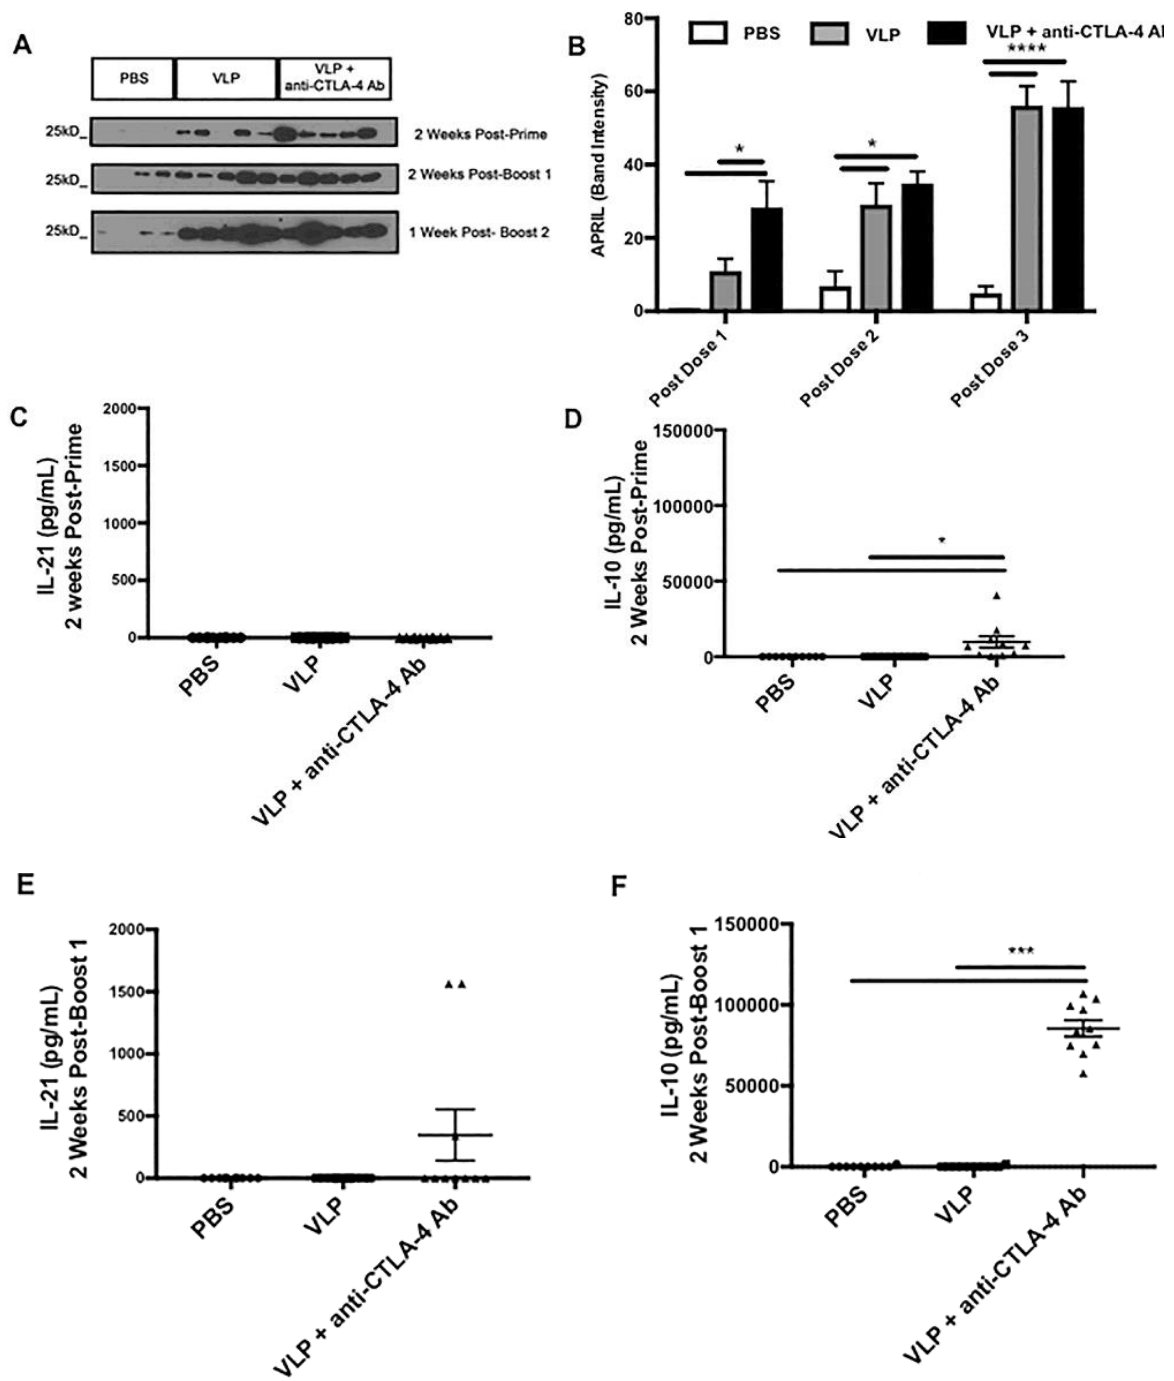 A
PBS
VLP
VLP +
anti-CTLA-4 Ab
25kD_
2 Weeks Post-Prime
25kD_
2 Weeks Post-Boost 1
25kD_
1 Week Post- Boost 2
B
PBS
VLP
VLP + anti-CTLA-4 Al
APRIL (Band Intensity)
80
60
40
20
0
*
*
****
Post Dose 1
Post Dose 2
Post Dose 3
C
IL-21 (pg/mL)
2 weeks Post-Prime
2000
1500
1000
500
0
PBS
VLP
VLP + anti-CTLA-4 Ab
D
IL-10 (pg/mL)
2 Weeks Post-Prime
150000
100000
50000
0
*
PBS
VLP
VLP + anti-CTLA-4 Ab
E
IL-21 (pg/mL)
2 Weeks Post-Boost 1
2000
1500
1000
500
0
PBS
VLP
VLP + anti-CTLA-4 Ab
F
IL-10 (pg/mL)
2 Weeks Post-Boost 1
150000
100000
50000
0
***
PBS
VLP
VLP + anti-CTLA-4 Ab